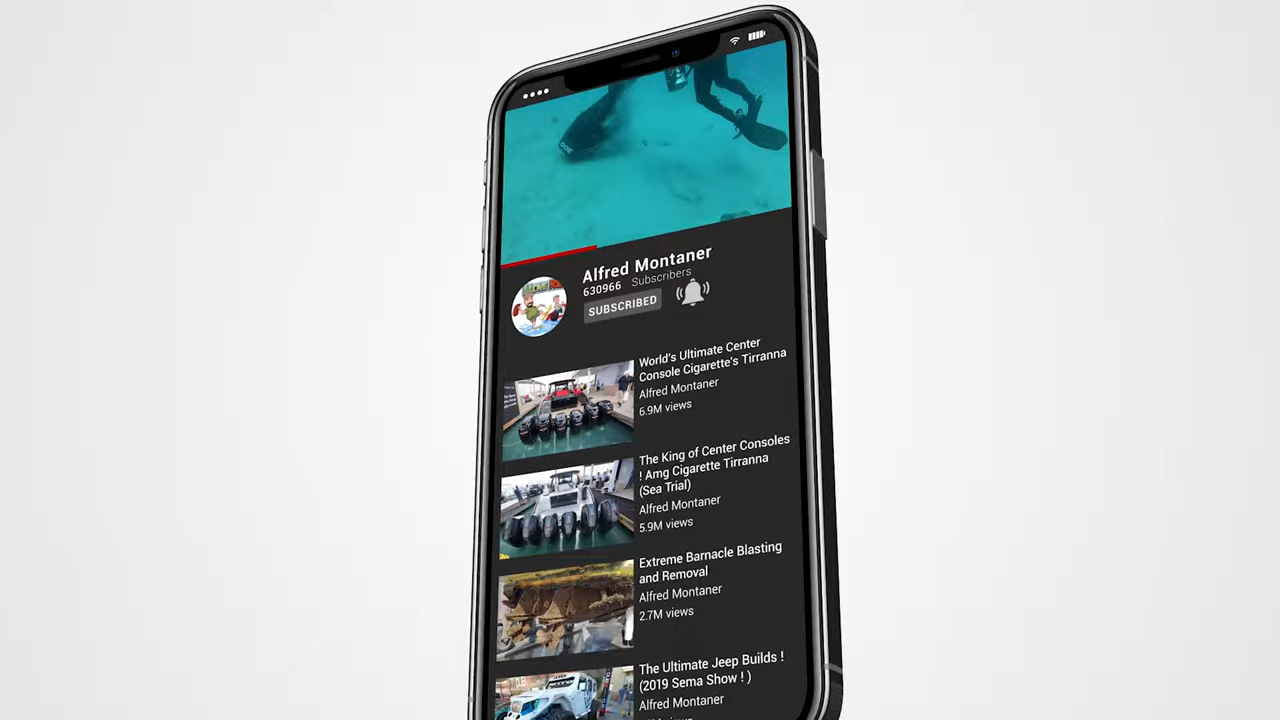 Alfred Montaner
630966 Subscribers
SUBSCRIBED
World's Ultimate Center
Console Cigarette's Tirranna
Alfred Montaner
6.9M views
The King of Center Consoles
! Amg Cigarette Tirranna
(Sea Trial)
Alfred Montaner
5.9M views
Extreme Barnacle Blasting
and Removal
Alfred Montaner
2.7M views
The Ultimate Jeep Builds !
(2019 Sema Show ! )
Alfred Montaner